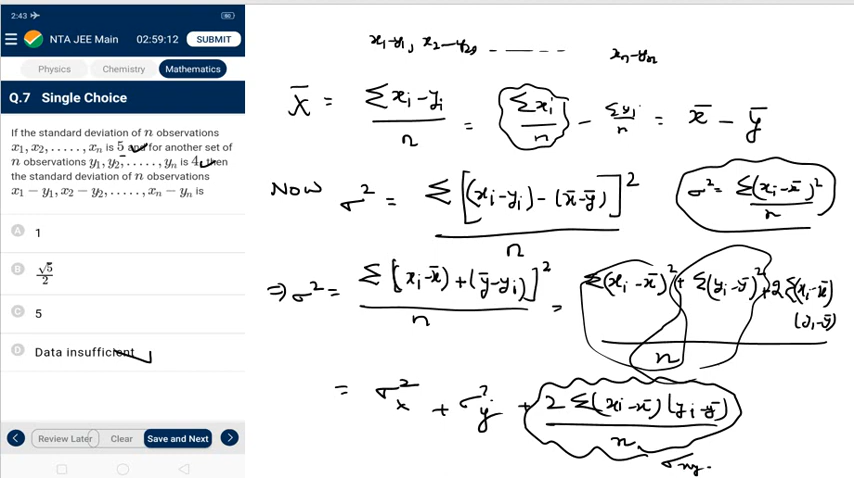 2:43
NTA JEE Main 02:59:12 SUBMIT
Physics Chemistry Mathematics
Q.7 Single Choice
If the standard deviation of n observations
x₁, x₂, . . . . . , xₙ is 5 and for another set of
n observations y₁, y₂, . . . . . , yₙ is 4, then
the standard deviation of n observations
x₁ − y₁, x₂ − y₂, . . . . . , xₙ − yₙ is
A 1
B √5/2
C 5
D Data insufficient
Review Later Clear Save and Next
x₁-y₁, x₂-y₂, - - - - - - xₙ-yₙ
X̄ = Σxᵢ-yᵢ/n = Σxᵢ/n - Σyᵢ/n = x̄ - ȳ
Now σ² = Σ[(xᵢ-yᵢ)-(x̄-ȳ)]²/n
σ² = Σ(xᵢ-x̄)²/n
⇒ σ² = Σ[xᵢ-x̄)+(ȳ-yᵢ)]²/n = Σ(xᵢ-x̄)²+Σ(yᵢ-ȳ)²+2Σ(xᵢ-x̄)(yᵢ-ȳ)/n
= σₓ² + σᵧ² + 2Σ(xᵢ-x̄)(yᵢ-ȳ)/n
σxy.